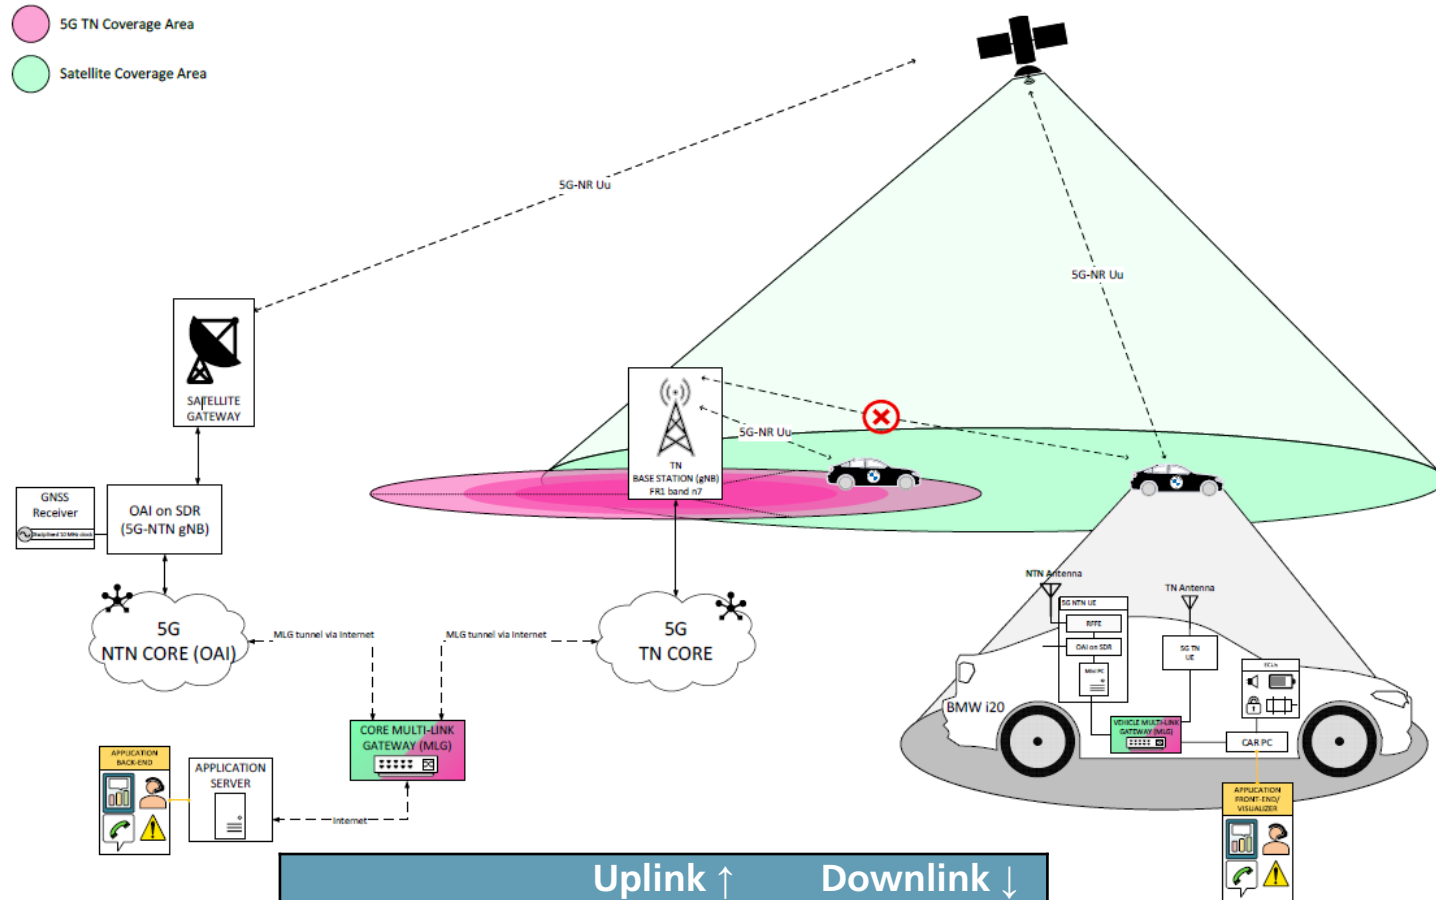 5G TN Coverage Area
Satellite Coverage Area
5G-NR Uu
5G-NR Uu
SATELLITE
GATEWAY
5G-NR Uu
TN
BASE STATION (gNB)
FR1 band n7
GNSS
Receiver
Disciplined 10 MHz clock
OAI on SDR
(5G-NTN gNB)
5G
NTN CORE (OAI)
MLG tunnel via Internet
MLG tunnel via Internet
5G
TN CORE
NTN Antenna
TN Antenna
5G NTN UE
RFFE
OAI on SDR
Mini PC
5G TN
UE
ECUs
BMW i20
VEHICLE MULTI-LINK
GATEWAY (MLG)
CAR PC
CORE MULTI-LINK
GATEWAY (MLG)
APPLICATION
BACK-END
APPLICATION
SERVER
Internet
APPLICATION
FRONT-END/
VISUALIZER
Uplink ↑
Downlink ↓